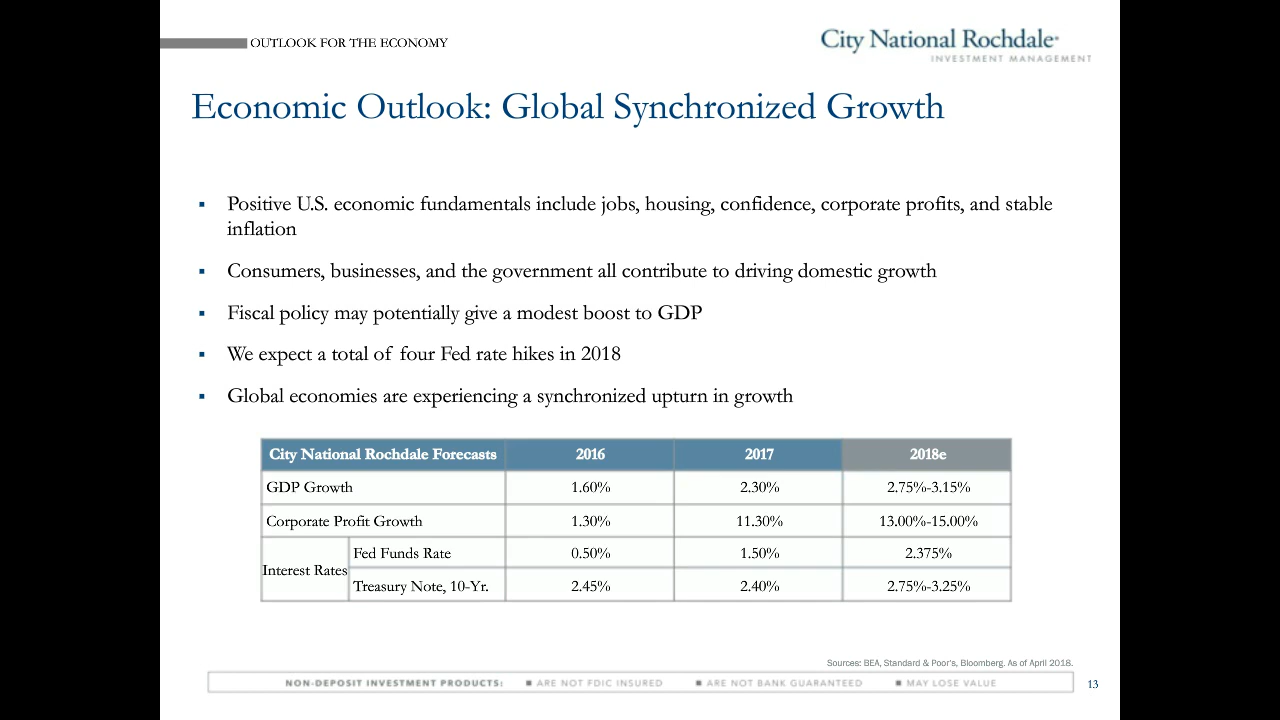 OUTLOOK FOR THE ECONOMY
City National Rochdale
INVESTMENT MANAGEMENT
Economic Outlook: Global Synchronized Growth
▪ Positive U.S. economic fundamentals include jobs, housing, confidence, corporate profits, and stable
inflation
▪ Consumers, businesses, and the government all contribute to driving domestic growth
▪ Fiscal policy may potentially give a modest boost to GDP
▪ We expect a total of four Fed rate hikes in 2018
▪ Global economies are experiencing a synchronized upturn in growth
City National Rochdale Forecasts 2016 2017 2018e
GDP Growth 1.60% 2.30% 2.75%-3.15%
Corporate Profit Growth 1.30% 11.30% 13.00%-15.00%
Interest Rates
Fed Funds Rate 0.50% 1.50% 2.375%
Treasury Note, 10-Yr. 2.45% 2.40% 2.75%-3.25%
Sources: BEA, Standard & Poor's, Bloomberg. As of April 2018.
NON-DEPOSIT INVESTMENT PRODUCTS: ■ ARE NOT FDIC INSURED ■ ARE NOT BANK GUARANTEED ■ MAY LOSE VALUE
13